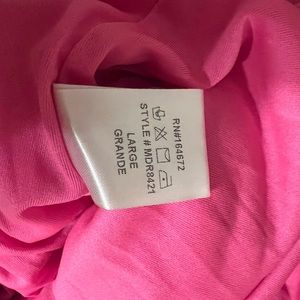 RN#164672
STYLE # MDR8421
LARGE
GRANDE